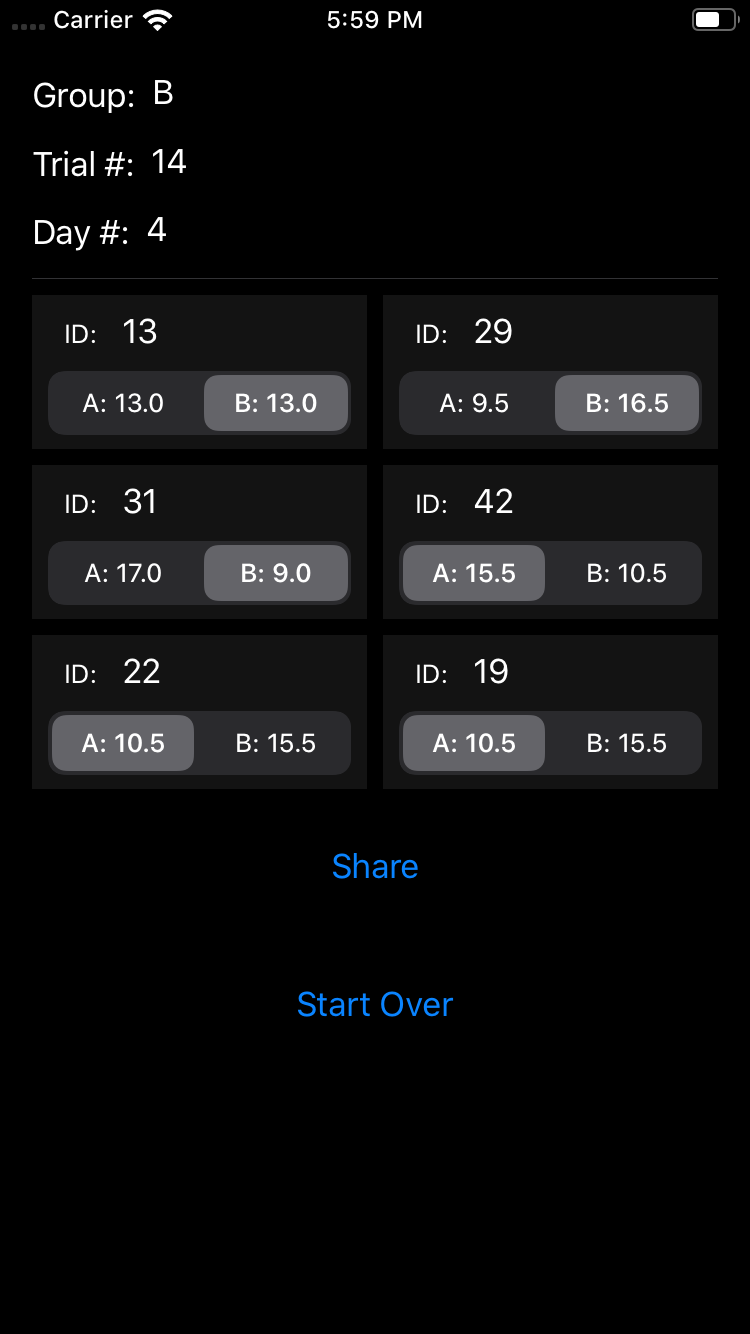 Carrier 5:59 PM
Group: B
Trial #: 14
Day #: 4
ID: 13
A: 13.0 B: 13.0
ID: 29
A: 9.5 B: 16.5
ID: 31
A: 17.0 B: 9.0
ID: 42
A: 15.5 B: 10.5
ID: 22
A: 10.5 B: 15.5
ID: 19
A: 10.5 B: 15.5
Share
Start Over